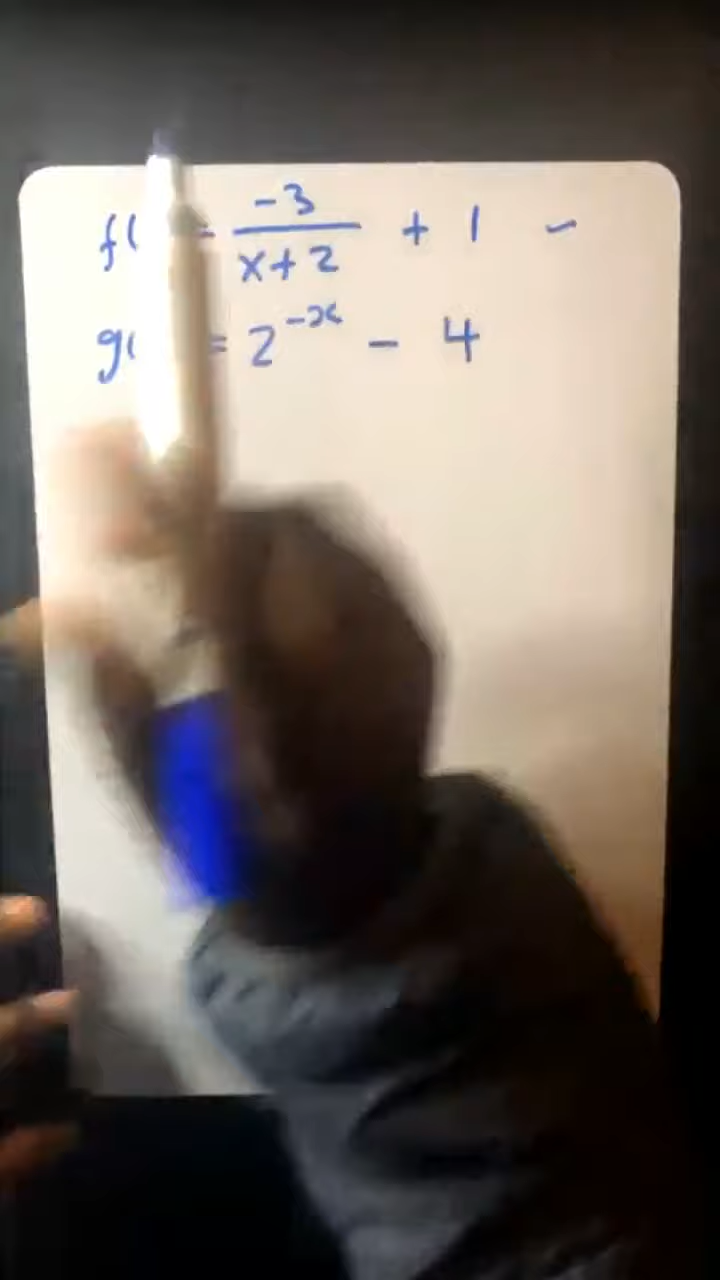 f( = -3/x+2 + 1 -
g( = 2^-x - 4